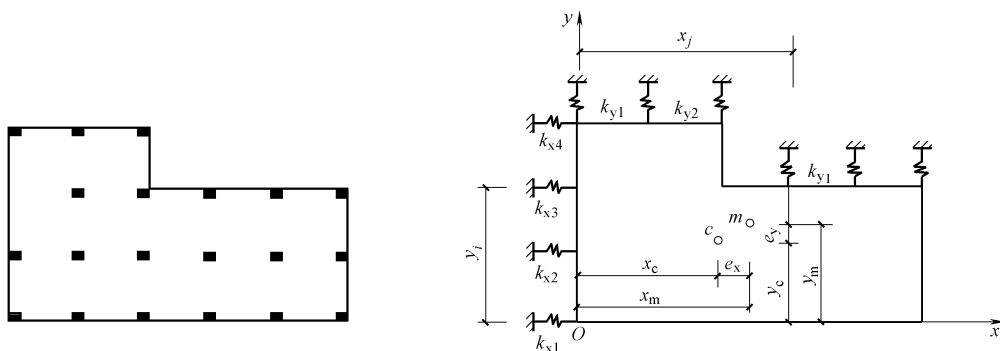 y
x_j
k_y1
k_y2
k_x4
k_y1
k_x3
m
c
e_y
y_i
x_c
e_x
k_x2
y_c
y_m
x_m
O
x
k_x1